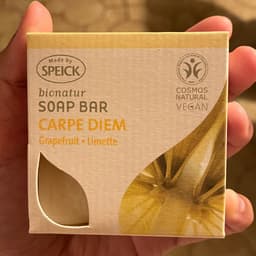 Made by
SPEICK
bionatur
SOAP BAR
CARPE DIEM
Grapefruit • Limette
COSMOS
NATURAL
VEGAN